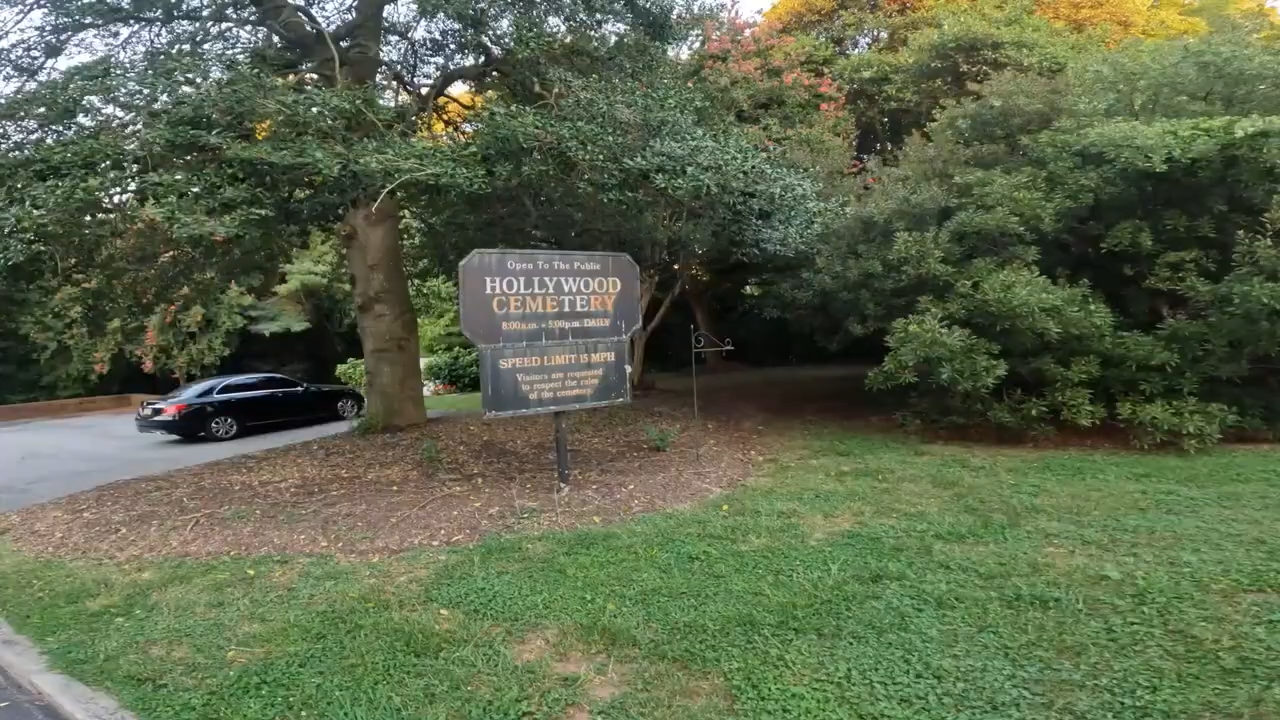 Open To The Public
HOLLYWOOD
CEMETERY
8:00a.m. - 5:00p.m. DAILY
SPEED LIMIT 15 MPH
Visitors are requested
to respect the rules
of the cemetery